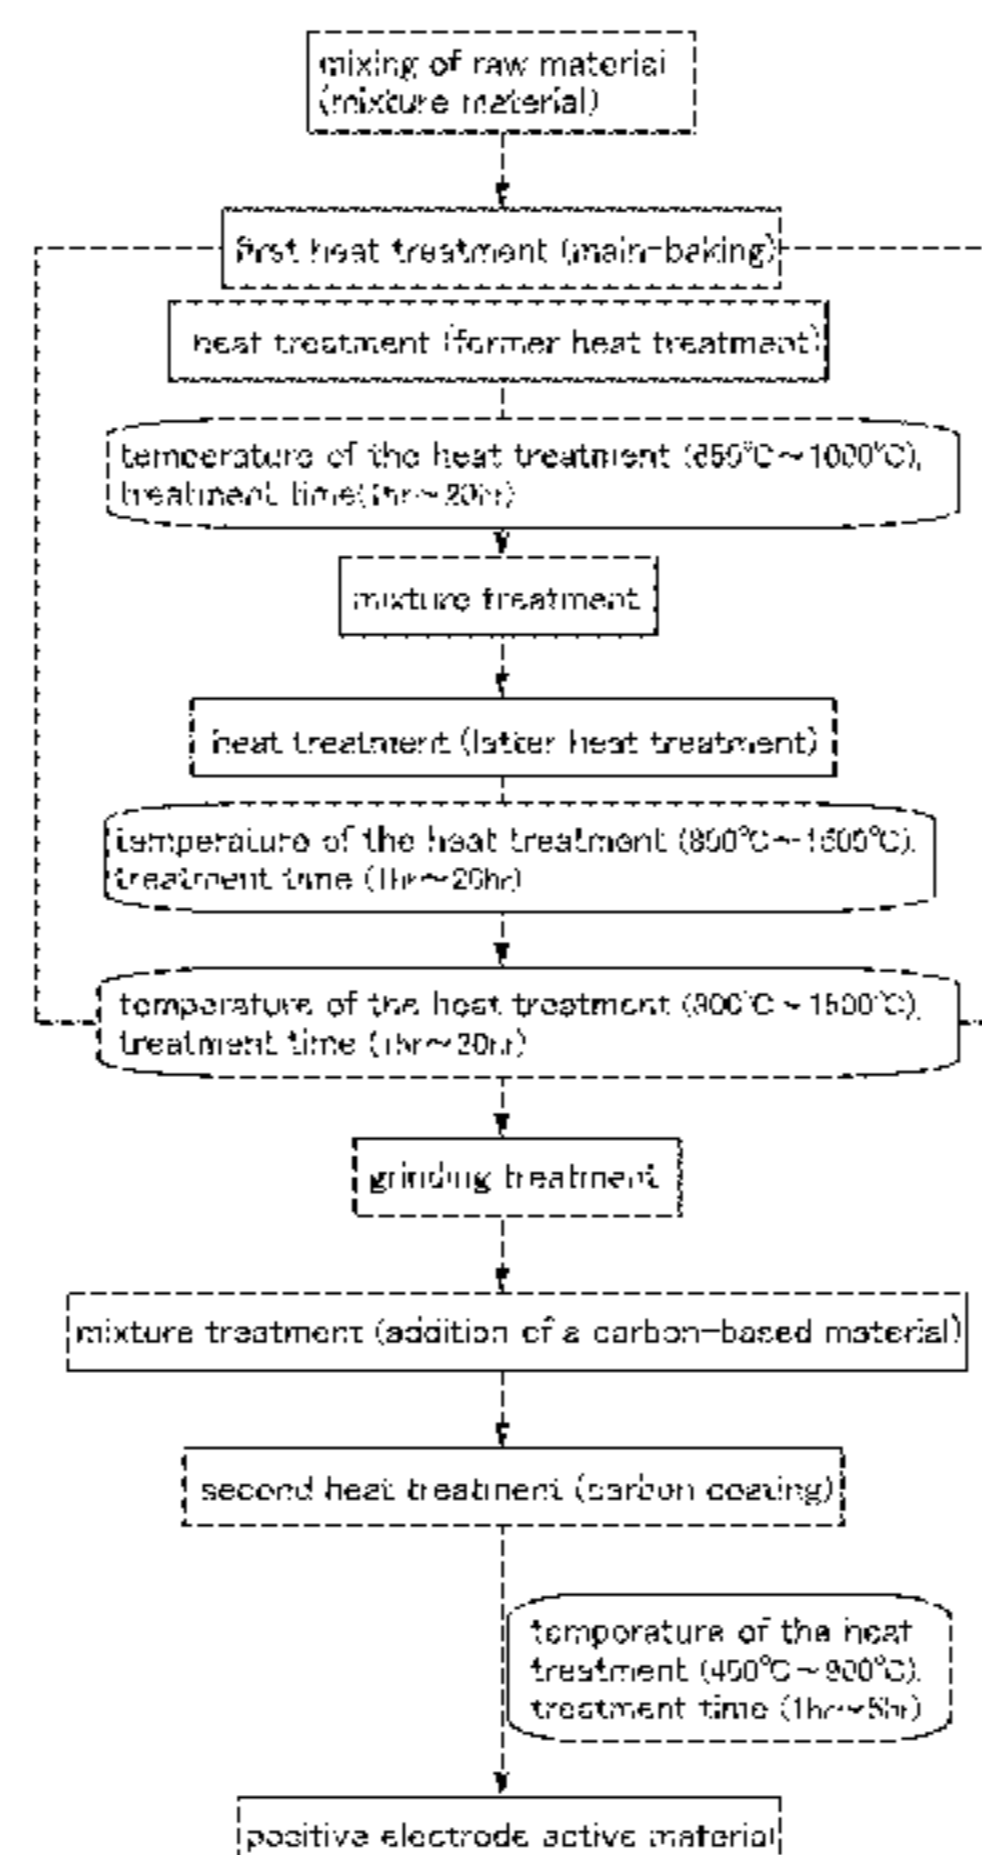 mixing of raw material
(mixture material)
first heat treatment (main-baking)
heat treatment (former heat treatment)
temperature of the heat treatment (650°C~1000°C),
treatment time(1hr~20hr)
mixture treatment
heat treatment (latter heat treatment)
temperature of the heat treatment (800°C~1500°C),
treatment time (1hr~20hr)
temperature of the heat treatment (800°C~1500°C),
treatment time (1hr~20hr)
grinding treatment
mixture treatment (addition of a carbon-based material)
second heat treatment (carbon coating)
temperature of the heat
treatment (450°C~900°C),
treatment time (1hr~5hr)
positive electrode active material